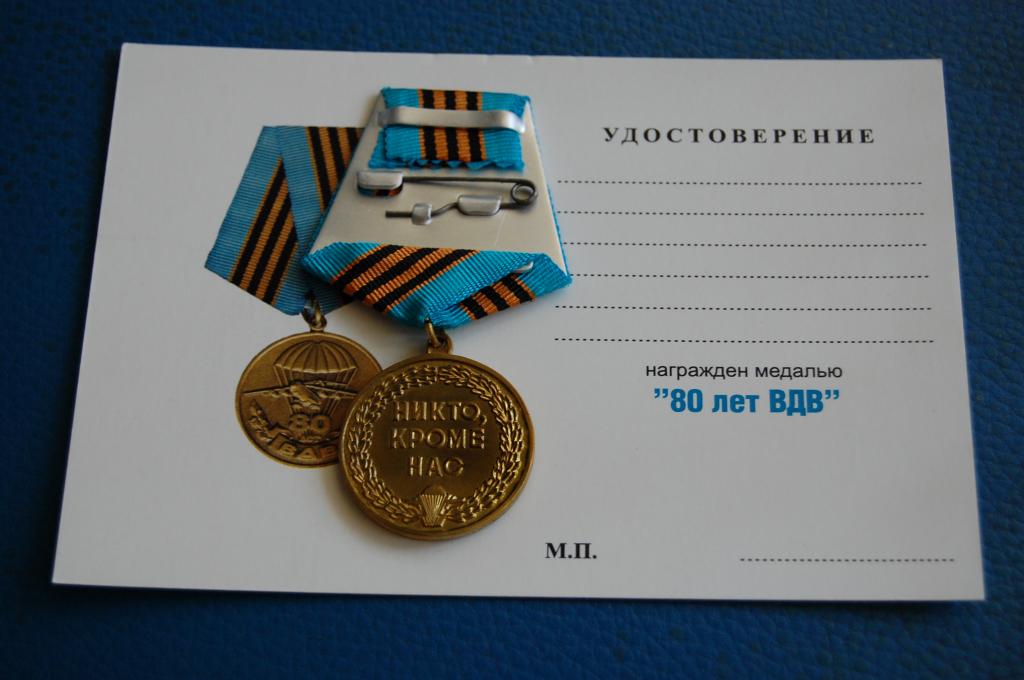 УДОСТОВЕРЕНИЕ
награжден медалью
"80 лет ВДВ"
М.П.
НИКТО,
КРОМЕ
НАС
80
ВДВ